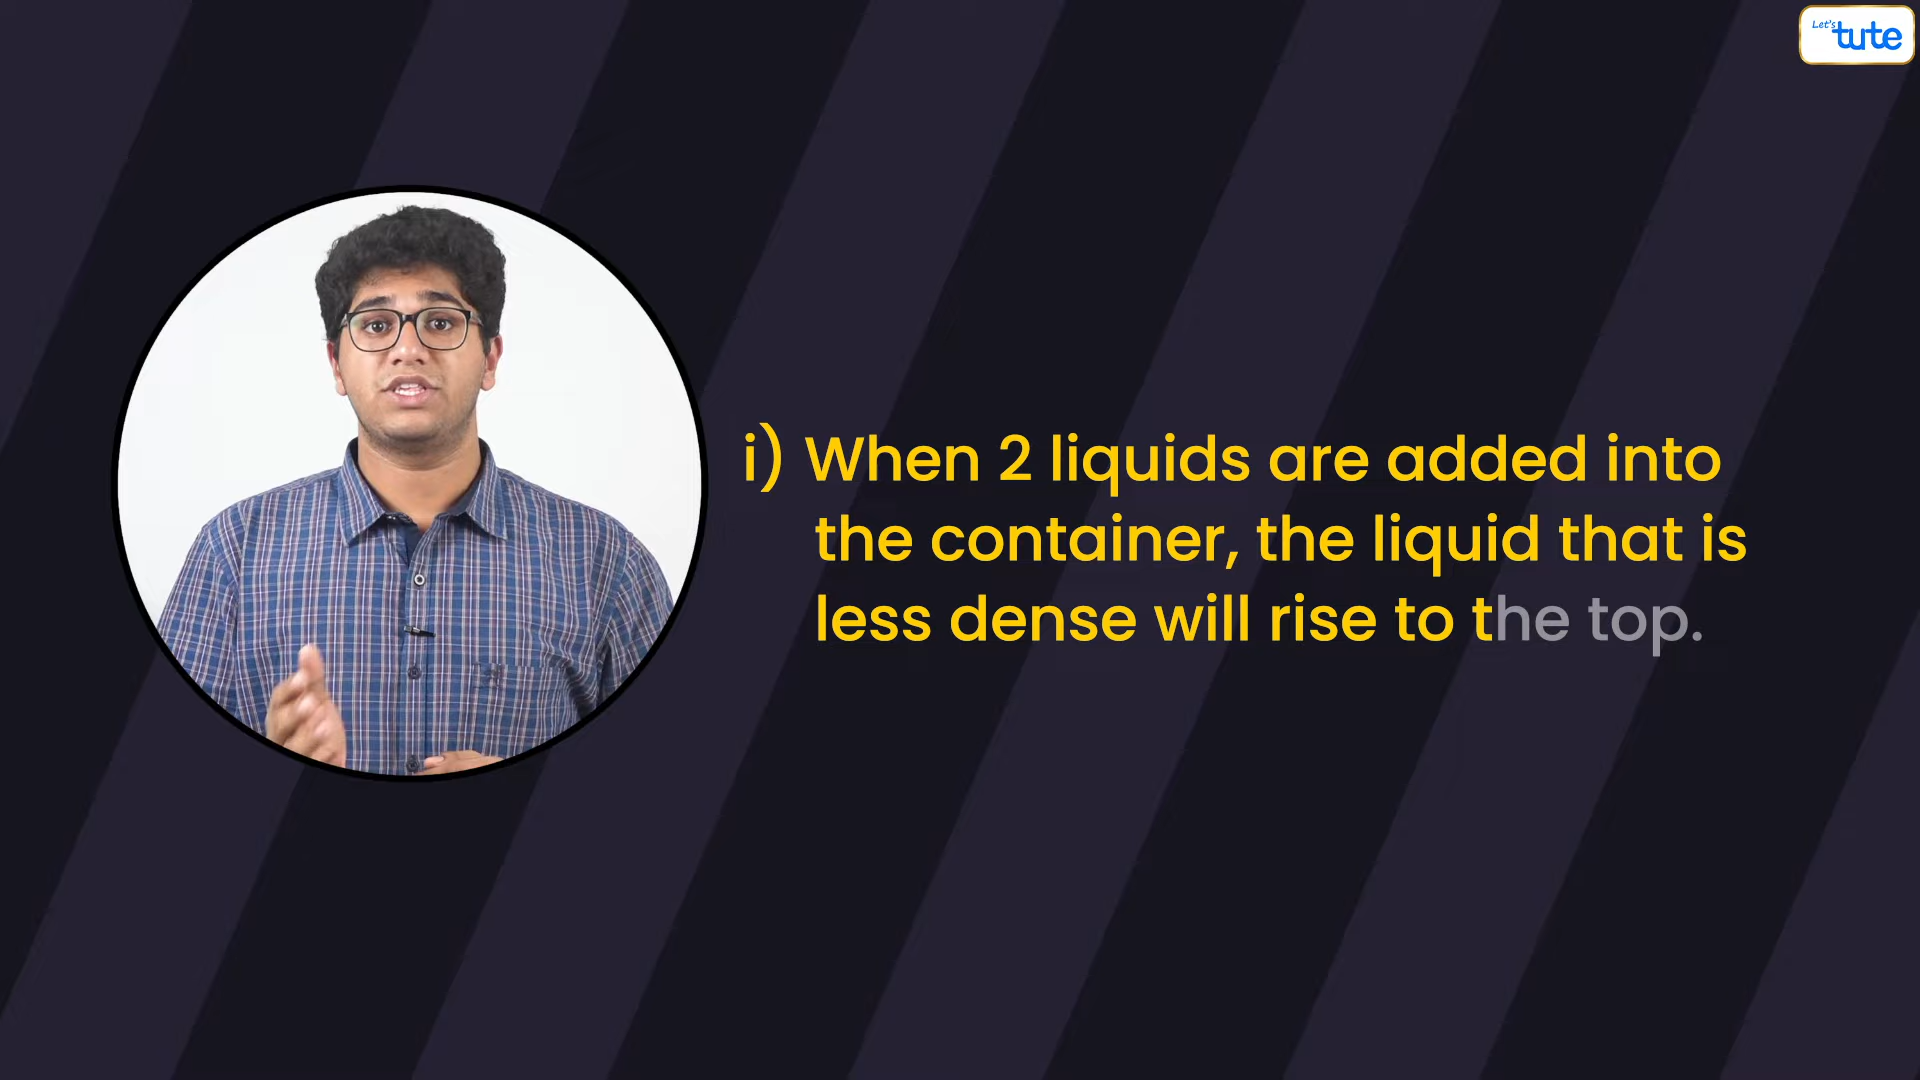 Let's
tute
i) When 2 liquids are added into
the container, the liquid that is
less dense will rise to the top.